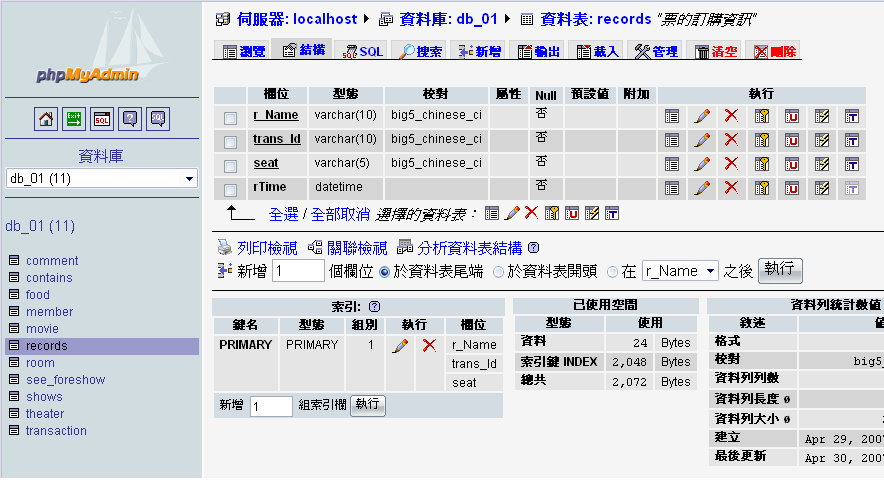 伺服器: localhost ▶ 資料庫: db_01 ▶ 資料表: records "票的訂購資訊"
瀏覽 結構 SQL 搜索 新增 輸出 載入 管理 清空 刪除
phpMyAdmin
Exit SQL ? SQL
資料庫
db_01 (11)
db_01 (11)
comment
contains
food
member
movie
records
room
see_foreshow
shows
theater
transaction
欄位 型態 校對 屬性 Null 預設值 附加 執行
r_Name varchar(10) big5_chinese_ci 否
trans_Id varchar(10) big5_chinese_ci 否
seat varchar(5) big5_chinese_ci 否
rTime datetime 否
全選 / 全部取消 選擇的資料表:
列印檢視 關聯檢視 分析資料表結構 ?
新增 1 個欄位 於資料表尾端 於資料表開頭 在 r_Name 之後 執行
索引: ?
鍵名 型態 組別 執行 欄位
PRIMARY PRIMARY 1 r_Name
trans_Id
seat
新增 1 組索引欄 執行
已使用空間
型態 使用
資料 24 Bytes
索引鍵 INDEX 2,048 Bytes
總共 2,072 Bytes
資料列統計數值
敘述
格式
校對 big5_
資料列列數
資料列長度 ø
資料列大小 ø
建立 Apr 29, 2007
最後更新 Apr 30, 2007